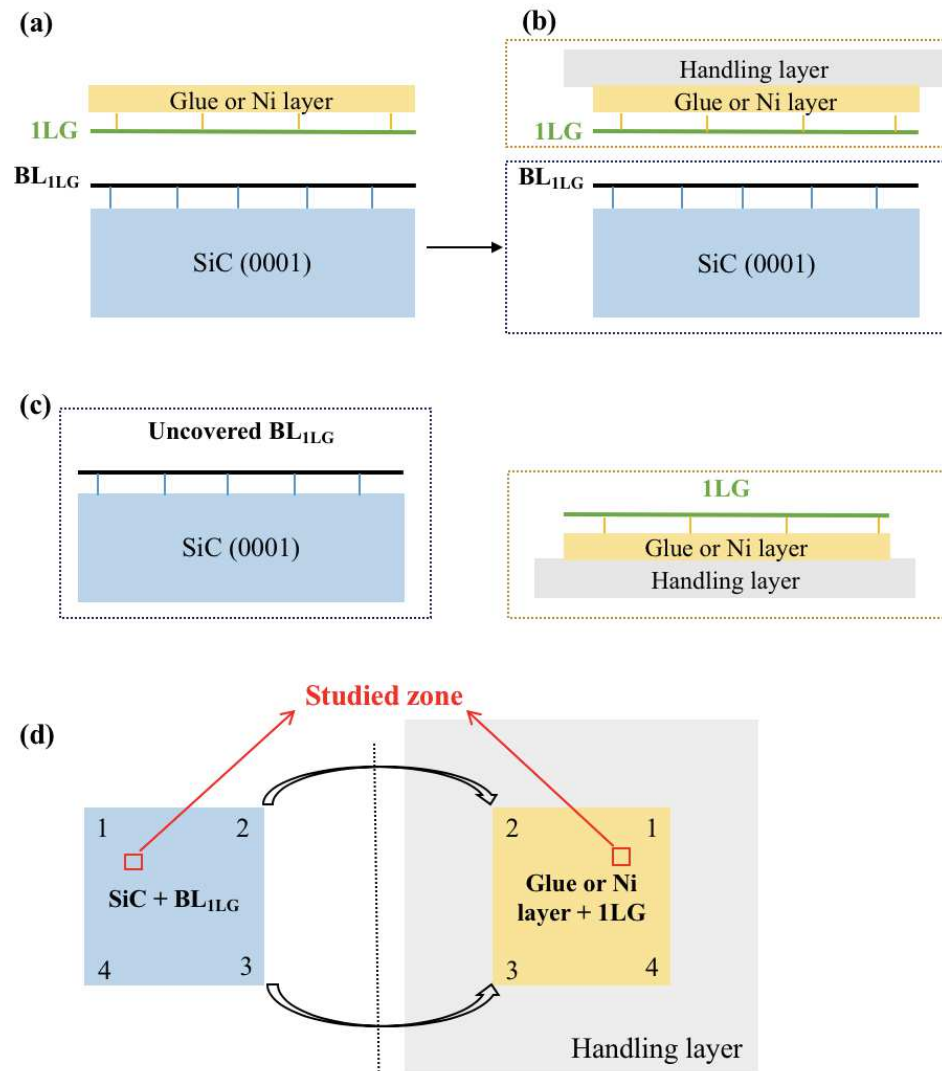 (a)
Glue or Ni layer
1LG
BL1LG
SiC (0001)
(b)
Handling layer
Glue or Ni layer
1LG
BL1LG
SiC (0001)
(c)
Uncovered BL1LG
SiC (0001)
1LG
Glue or Ni layer
Handling layer
Studied zone
(d)
1 2
SiC + BL1LG
4 3
2 1
Glue or Ni
layer + 1LG
3 4
Handling layer